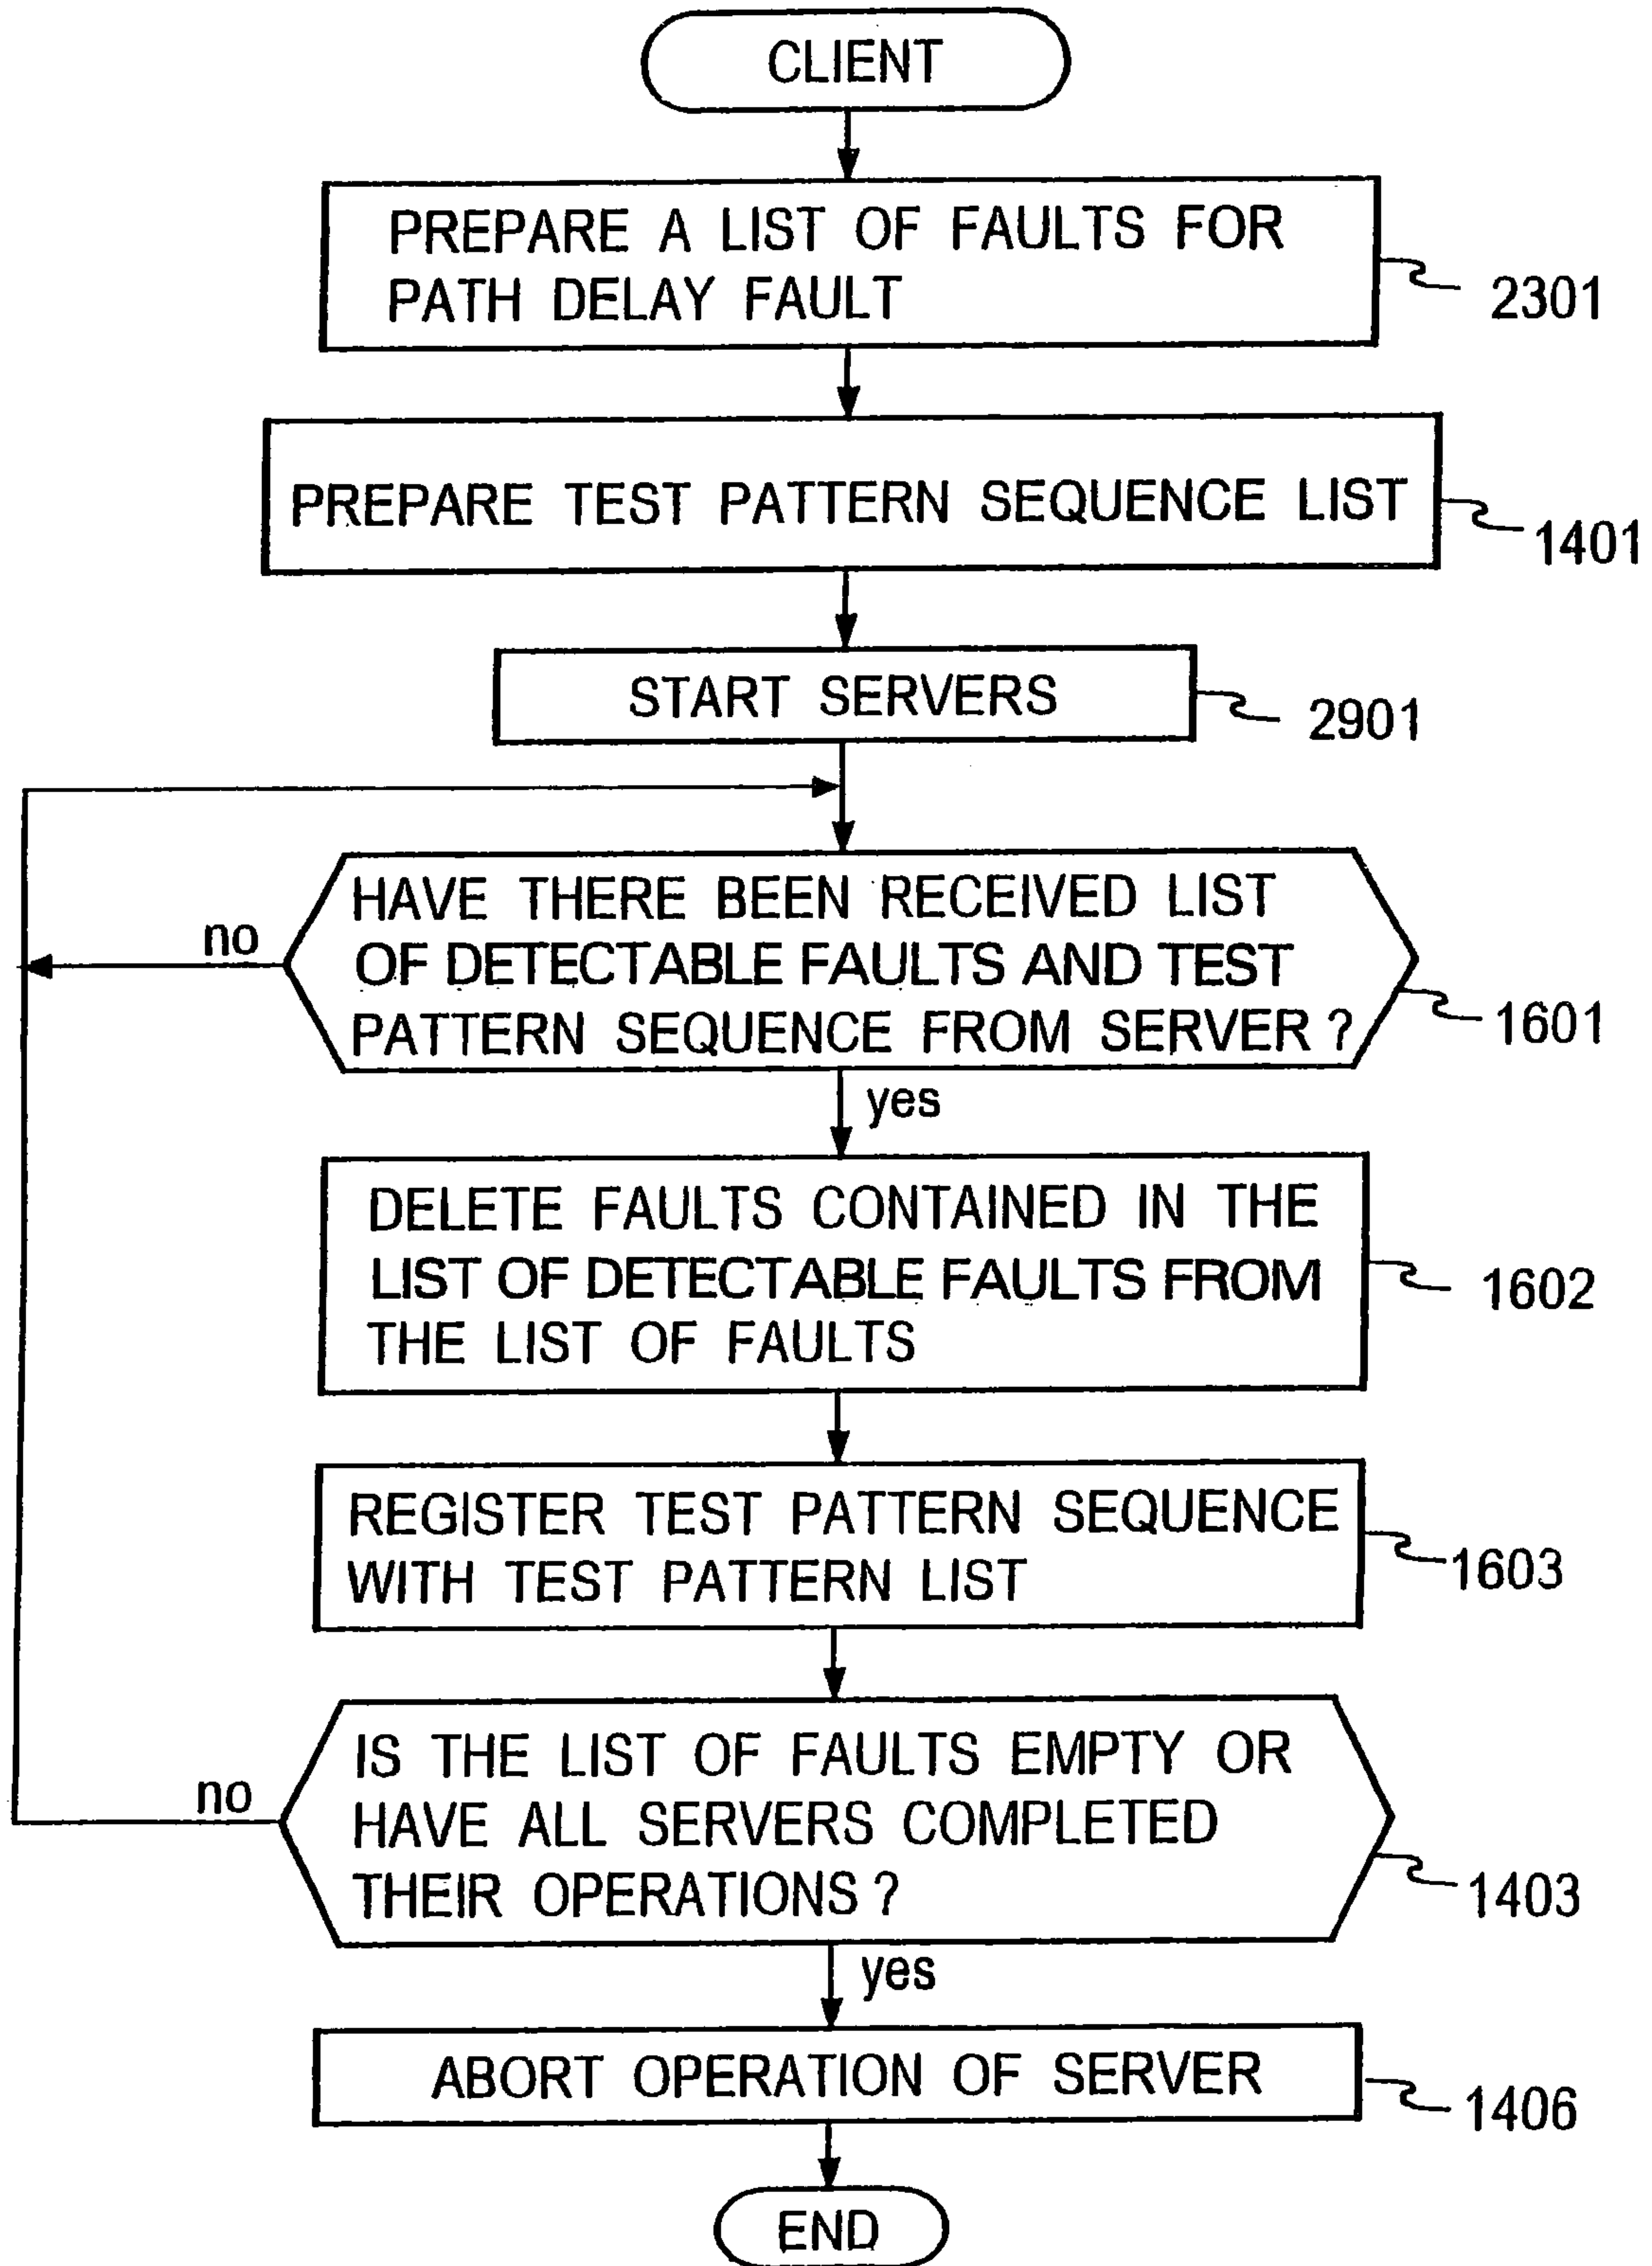 CLIENT
PREPARE A LIST OF FAULTS FOR
PATH DELAY FAULT
2301
PREPARE TEST PATTERN SEQUENCE LIST
1401
START SERVERS
2901
HAVE THERE BEEN RECEIVED LIST
OF DETECTABLE FAULTS AND TEST
PATTERN SEQUENCE FROM SERVER ?
no
1601
yes
DELETE FAULTS CONTAINED IN THE
LIST OF DETECTABLE FAULTS FROM
THE LIST OF FAULTS
1602
REGISTER TEST PATTERN SEQUENCE
WITH TEST PATTERN LIST
1603
IS THE LIST OF FAULTS EMPTY OR
HAVE ALL SERVERS COMPLETED
THEIR OPERATIONS ?
no
1403
yes
ABORT OPERATION OF SERVER
1406
END